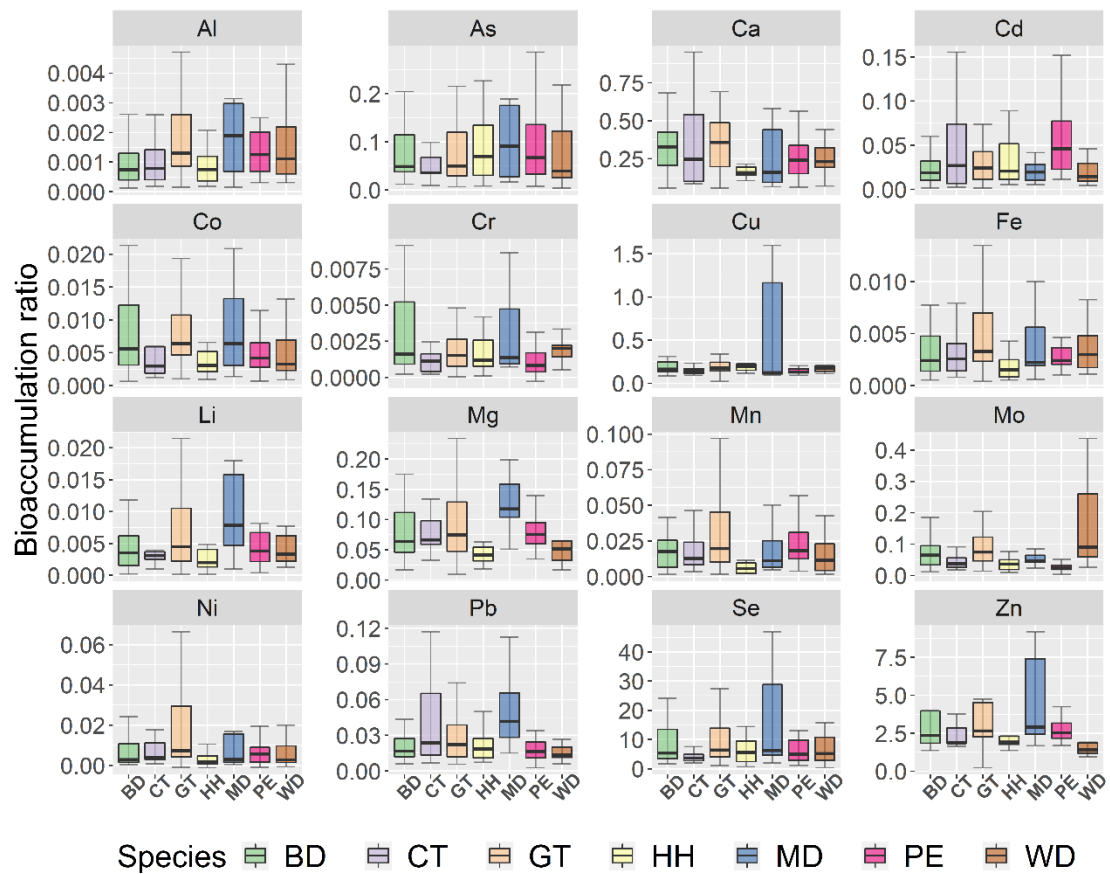 Al As Ca Cd
0.004 0.003 0.002 0.001 0.000
0.2 0.1 0.0
0.75 0.50 0.25
0.15 0.10 0.05 0.00
Co Cr Cu Fe
0.020 0.015 0.010 0.005 0.000
0.0075 0.0050 0.0025 0.0000
1.5 1.0 0.5 0.0
0.010 0.005 0.000
Bioaccumulation ratio
Li Mg Mn Mo
0.020 0.015 0.010 0.005 0.000
0.20 0.15 0.10 0.05 0.00
0.100 0.075 0.050 0.025 0.000
0.4 0.3 0.2 0.1 0.0
Ni Pb Se Zn
0.06 0.04 0.02 0.00
0.12 0.09 0.06 0.03 0.00
40 30 20 10 0
7.5 5.0 2.5 0.0
BD CT GT HH MD PE WD
BD CT GT HH MD PE WD
BD CT GT HH MD PE WD
BD CT GT HH MD PE WD
Species BD CT GT HH MD PE WD